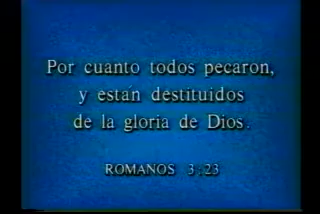 Por cuanto todos pecaron,
y están destituidos
de la gloria de Dios.
ROMANOS 3:23